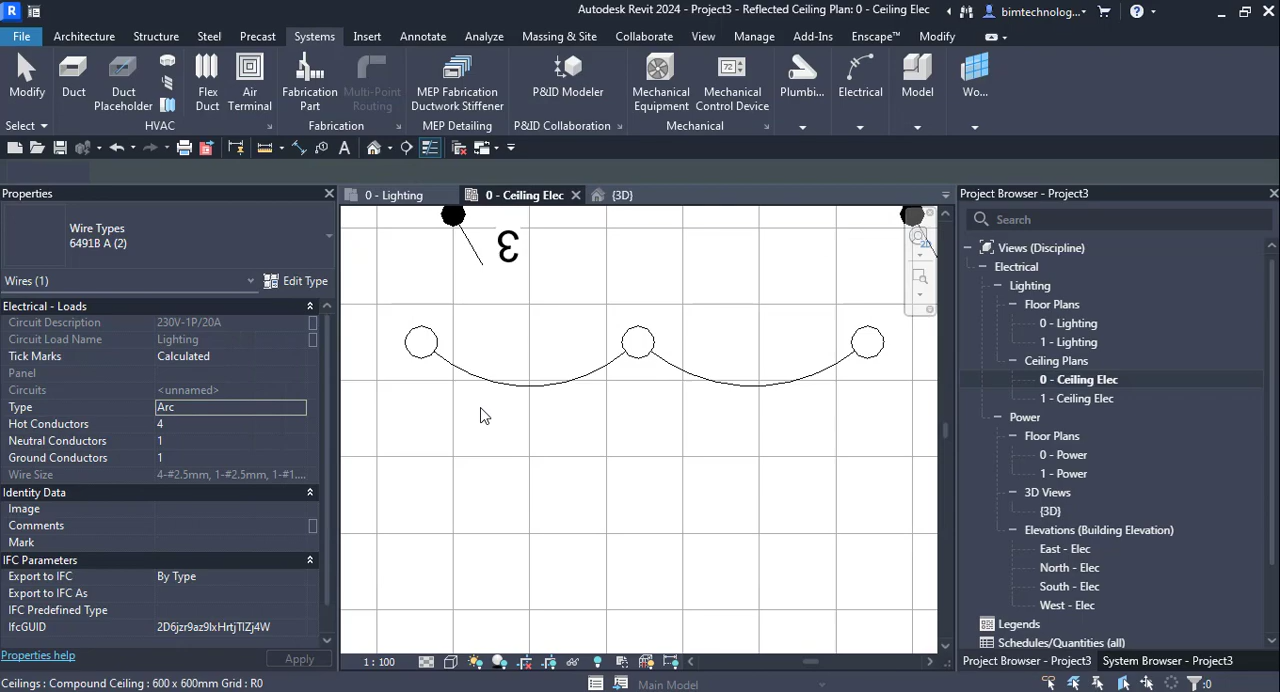 Autodesk Revit 2024 - Project3 - Reflected Ceiling Plan: 0 - Ceiling Elec
bimtechnolog...
File Architecture Structure Steel Precast Systems Insert Annotate Analyze Massing & Site Collaborate View Manage Add-Ins Enscape™ Modify
Modify
Duct
Duct Placeholder
Flex Duct
Air Terminal
Fabrication Part
Multi-Point Routing
MEP Fabrication Ductwork Stiffener
P&ID Modeler
Mechanical Equipment
Mechanical Control Device
Plumbi...
Electrical
Model
Wo...
Select HVAC Fabrication MEP Detailing P&ID Collaboration Mechanical
Properties
0 - Lighting
0 - Ceiling Elec
{3D}
Project Browser - Project3
Wire Types
6491B A (2)
Wires (1)
Edit Type
Electrical - Loads
Circuit Description 230V-1P/20A
Circuit Load Name Lighting
Tick Marks Calculated
Panel
Circuits <unnamed>
Type Arc
Hot Conductors 4
Neutral Conductors 1
Ground Conductors 1
Wire Size 4-#2.5mm, 1-#2.5mm, 1-#1....
Identity Data
Image
Comments
Mark
IFC Parameters
Export to IFC By Type
Export to IFC As
IFC Predefined Type
Properties help
Apply
3
2D
Search
Views (Discipline)
Electrical
Lighting
Floor Plans
0 - Lighting
1 - Lighting
Ceiling Plans
0 - Ceiling Elec
1 - Ceiling Elec
Power
Floor Plans
0 - Power
1 - Power
3D Views
{3D}
Elevations (Building Elevation)
East - Elec
North - Elec
South - Elec
West - Elec
Legends
Schedules/Quantities (all)
Project Browser - Project3
System Browser - Project3
1 : 100
Ceilings : Compound Ceiling : 600 x 600mm Grid : R0
Main Model
:0